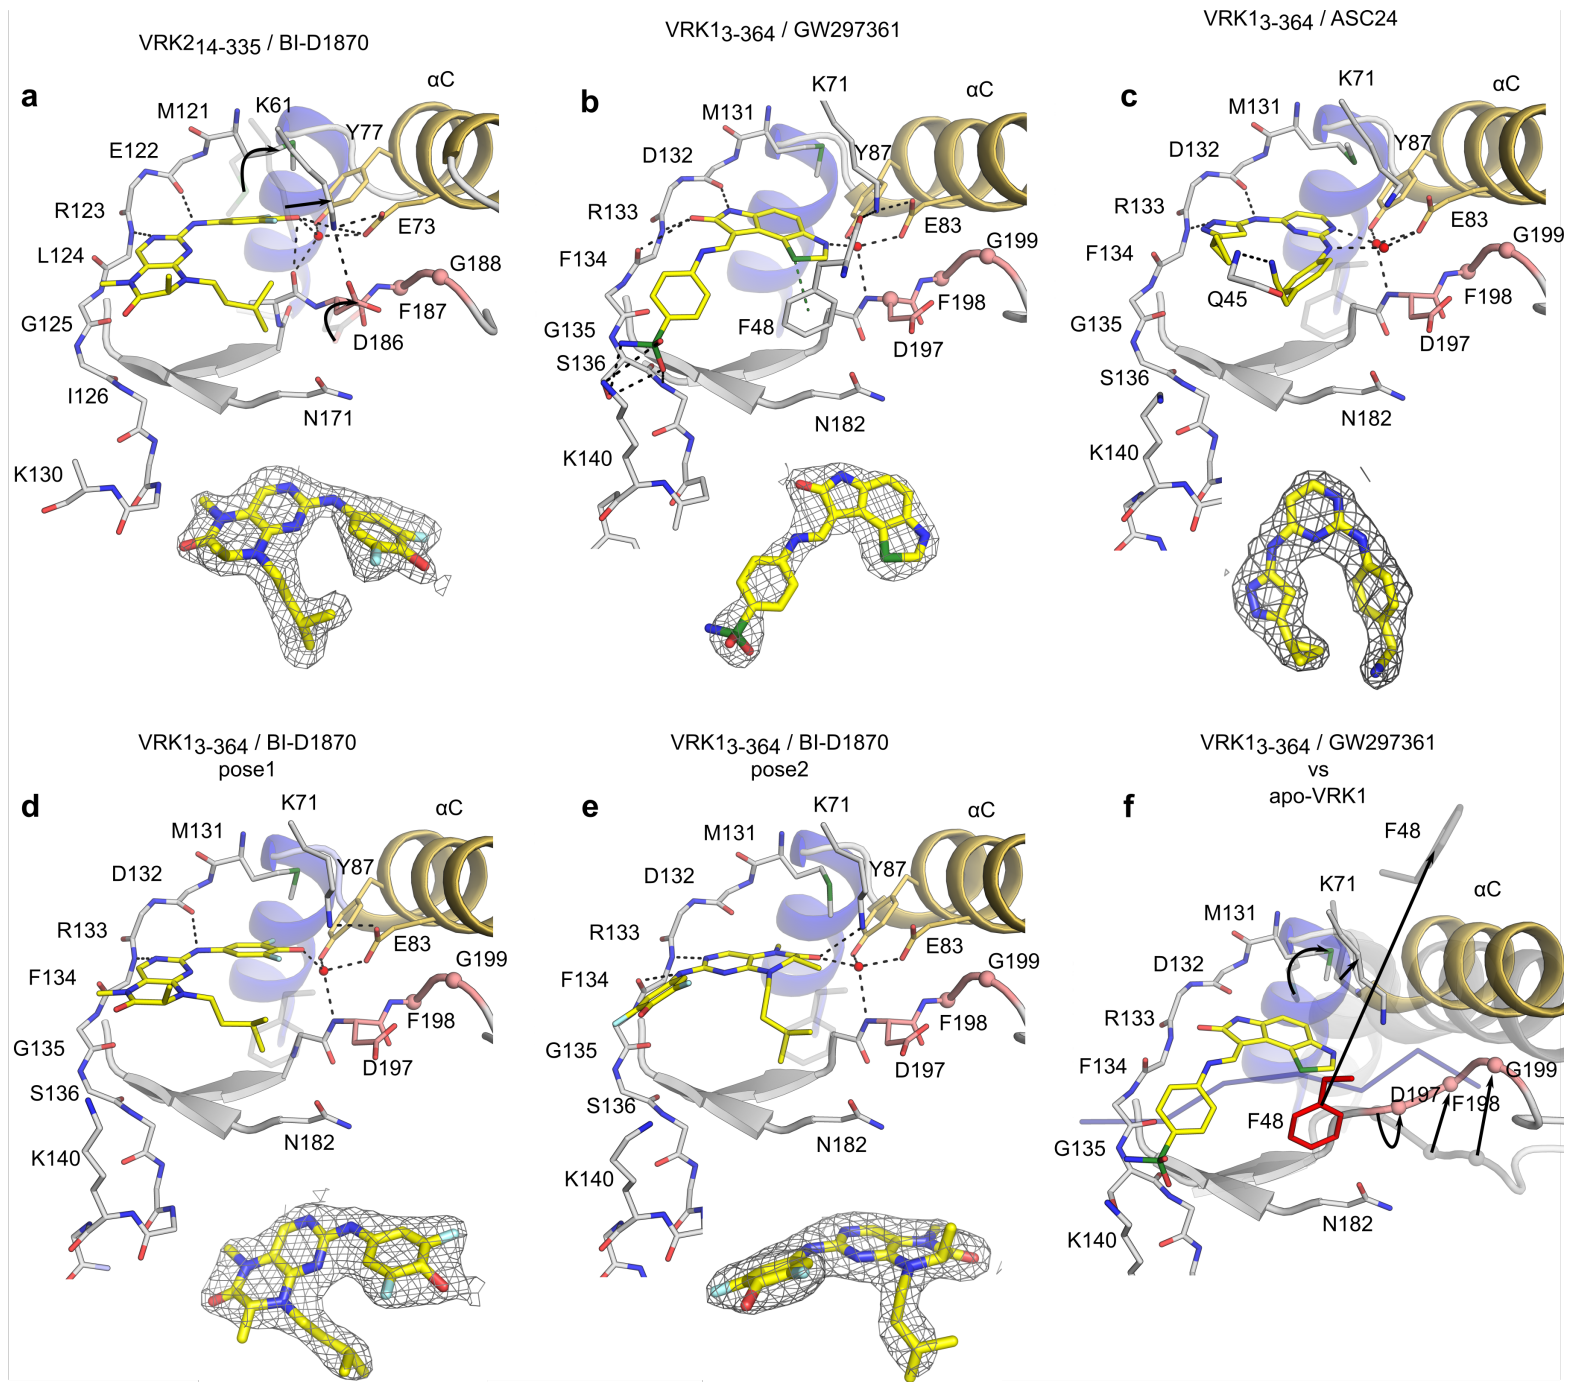 VRK214-335 / BI-D1870
a
M121
K61
αC
Y77
E122
R123
E73
L124
G188
F187
G125
D186
I126
N171
K130
VRK13-364 / GW297361
b
K71
αC
M131
D132
Y87
R133
E83
G199
F134
F198
G135
F48
D197
S136
N182
K140
VRK13-364 / ASC24
c
K71
αC
M131
D132
Y87
R133
E83
G199
F134
Q45
F198
G135
D197
S136
N182
K140
VRK13-364 / BI-D1870
pose1
d
K71
αC
M131
D132
Y87
R133
E83
G199
F134
F198
G135
D197
S136
N182
K140
VRK13-364 / BI-D1870
pose2
e
K71
αC
M131
D132
Y87
R133
E83
G199
F134
F198
G135
D197
S136
N182
K140
VRK13-364 / GW297361
vs
apo-VRK1
f
F48
K71
αC
M131
D132
R133
F134
G199
D197
F198
F48
G135
N182
K140